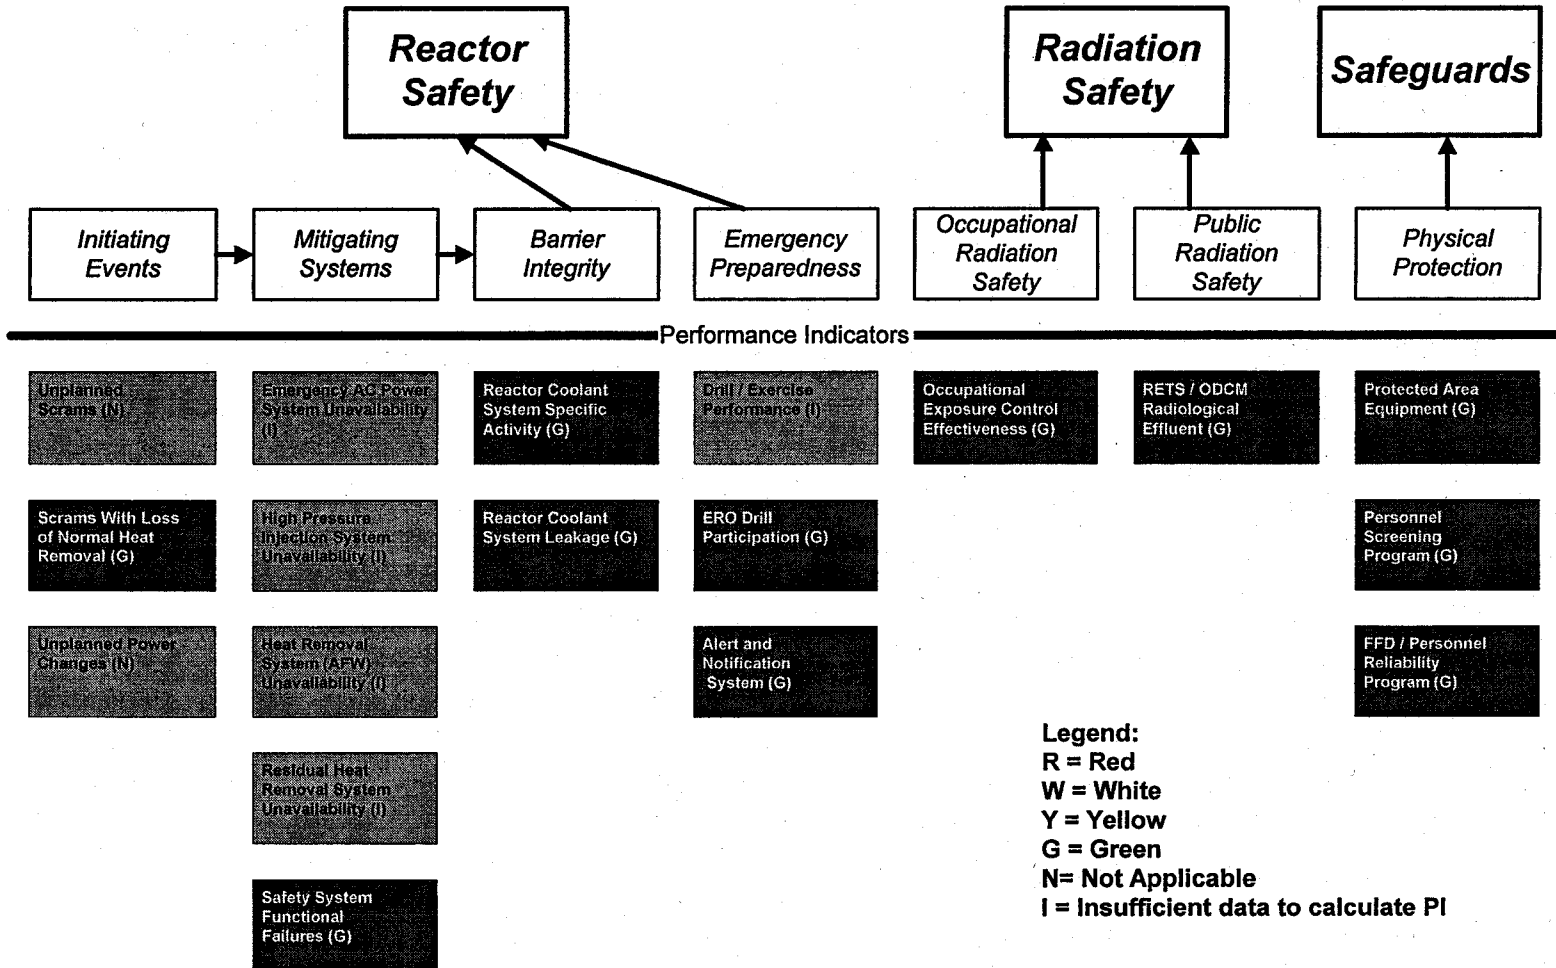 Reactor
Safety
Radiation
Safety
Safeguards
Initiating
Events
Mitigating
Systems
Barrier
Integrity
Emergency
Preparedness
Occupational
Radiation
Safety
Public
Radiation
Safety
Physical
Protection
Performance Indicators
Unplanned
Scrams (N)
Emergency AC Power
System Unavailability
(I)
Reactor Coolant
System Specific
Activity (G)
Drill / Exercise
Performance (I)
Occupational
Exposure Control
Effectiveness (G)
RETS / ODCM
Radiological
Effluent (G)
Protected Area
Equipment (G)
Scrams With Loss
of Normal Heat
Removal (G)
High Pressure
Injection System
Unavailability (I)
Reactor Coolant
System Leakage (G)
ERO Drill
Participation (G)
Personnel
Screening
Program (G)
Unplanned Power
Changes (N)
Heat Removal
System (AFW)
Unavailability (I)
Alert and
Notification
System (G)
FFD / Personnel
Reliability
Program (G)
Residual Heat
Removal System
Unavailability (I)
Safety System
Functional
Failures (G)
Legend:
R = Red
W = White
Y = Yellow
G = Green
N= Not Applicable
I = Insufficient data to calculate PI